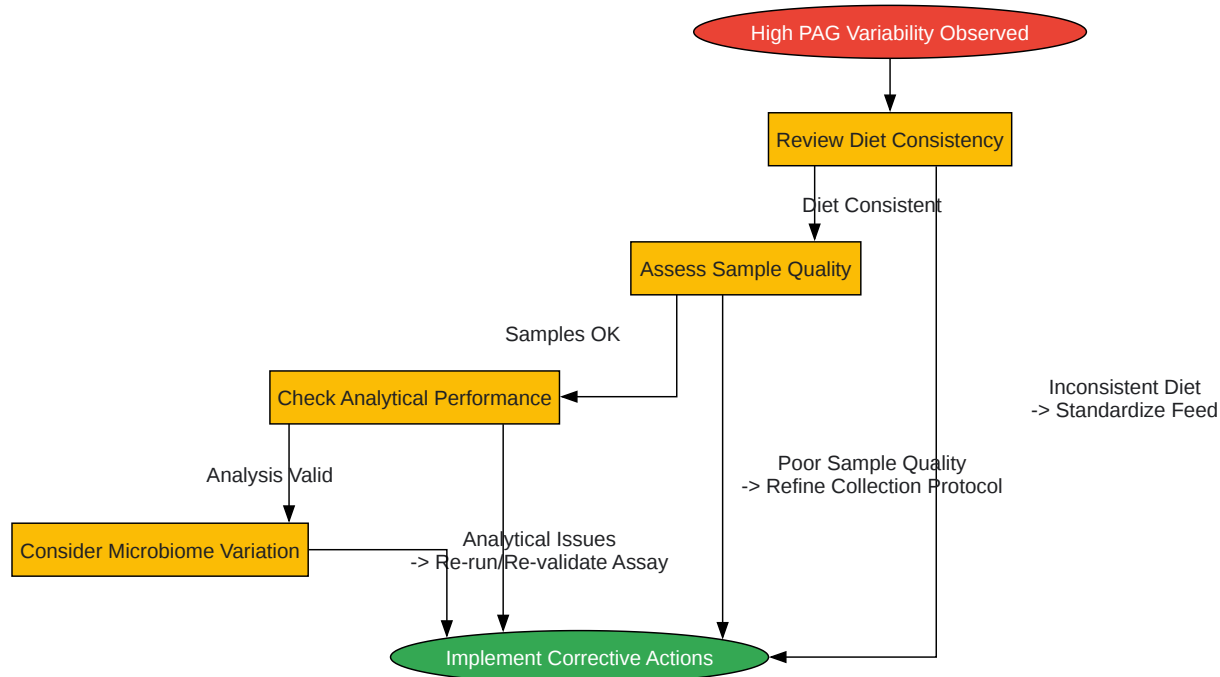 High PAG Variability Observed
Review Diet Consistency
Diet Consistent
Assess Sample Quality
Samples OK
Check Analytical Performance
Inconsistent Diet
-> Standardize Feed
Analysis Valid
Poor Sample Quality
-> Refine Collection Protocol
Consider Microbiome Variation
Analytical Issues
-> Re-run/Re-validate Assay
Implement Corrective Actions